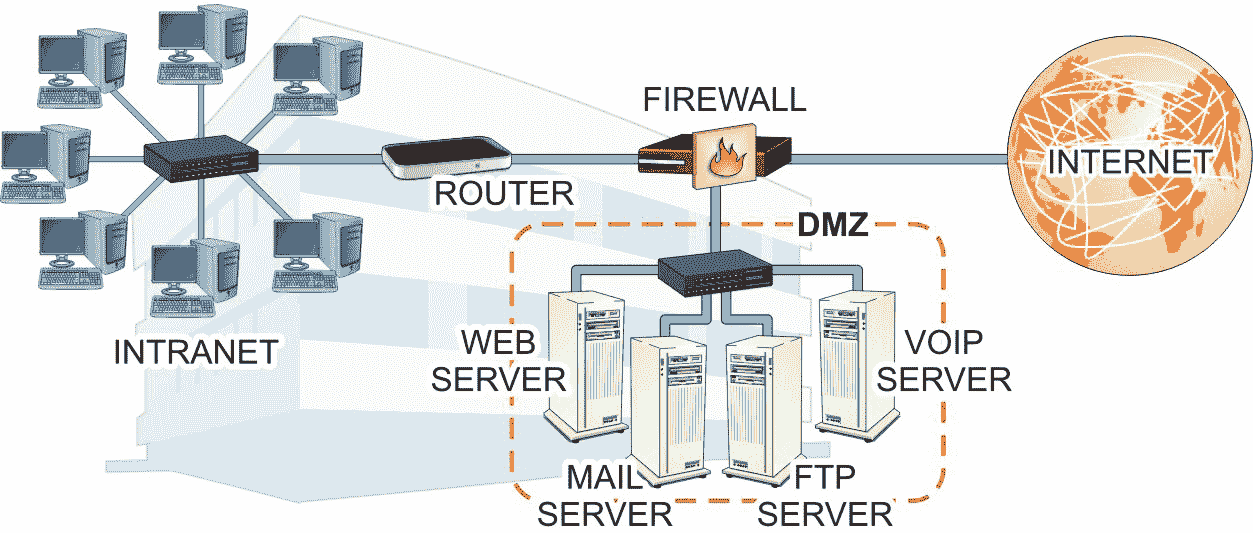 FIREWALL
INTERNET
ROUTER
DMZ
INTRANET
WEB
SERVER
VOIP
SERVER
MAIL
SERVER
FTP
SERVER